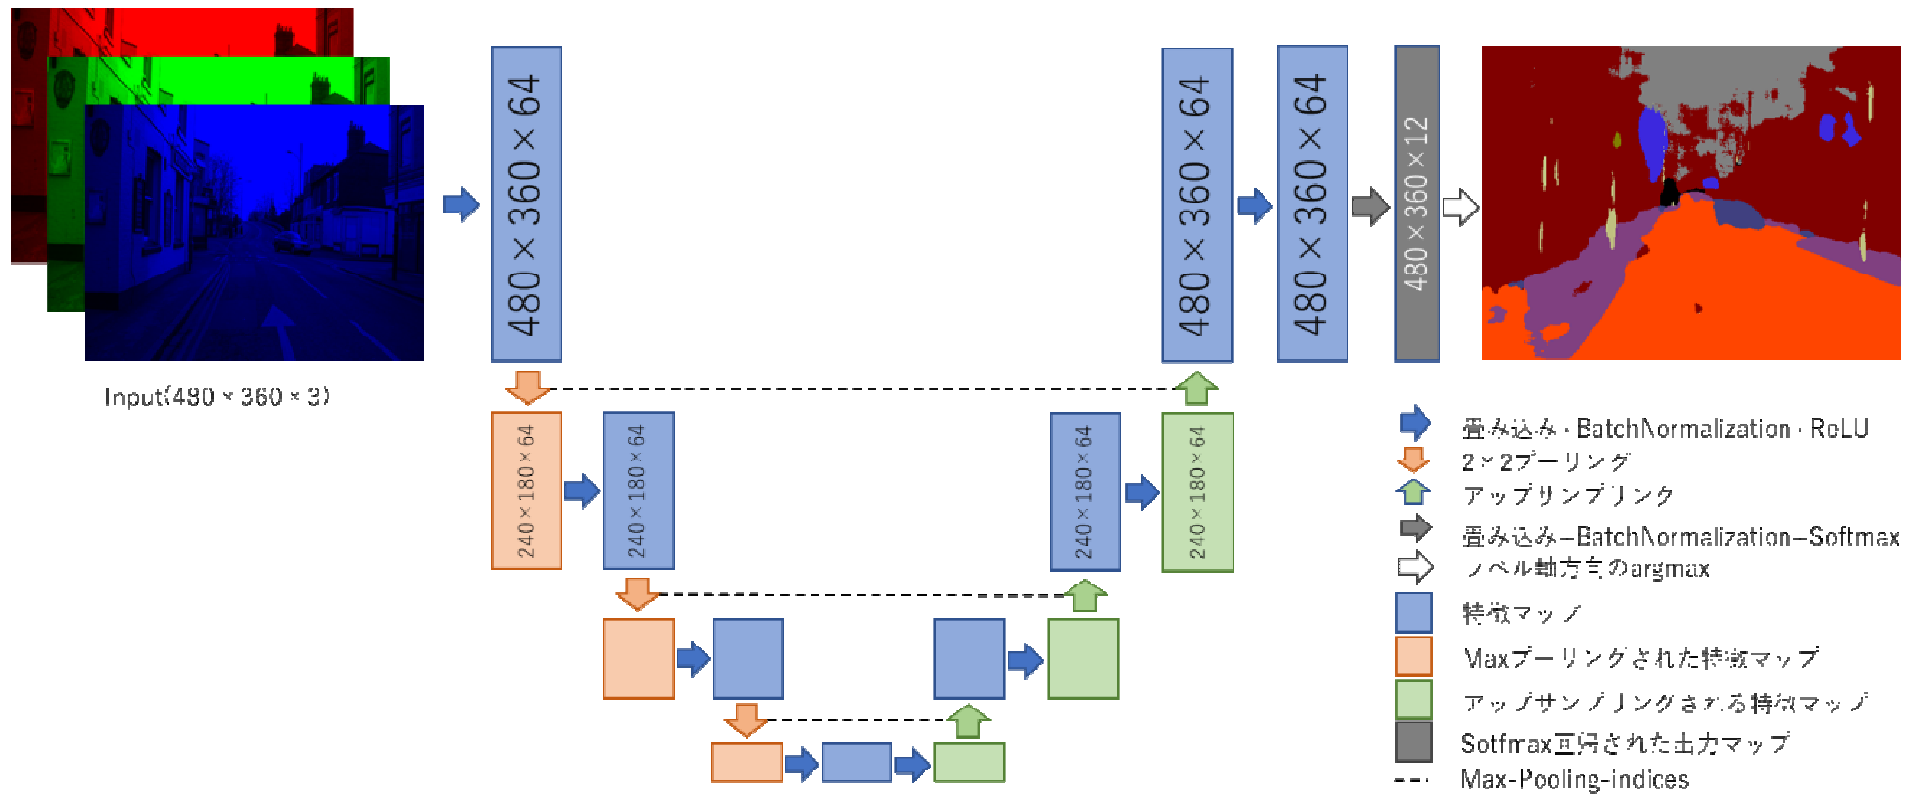 Input(480 × 360 × 3)
480×360×64
240×180×64
240×180×64
240×180×64
240×180×64
480×360×64
480×360×64
480×360×12
畳み込み・BatchNormalization・ReLU
2×2プーリング
アップサンプリング
畳み込み–BatchNormalization–Softmax
ラベル軸方向のargmax
特徴マップ
Maxプーリングされた特徴マップ
アップサンプリングされる特徴マップ
Sotfmax回帰された出力マップ
Max-Pooling-indices